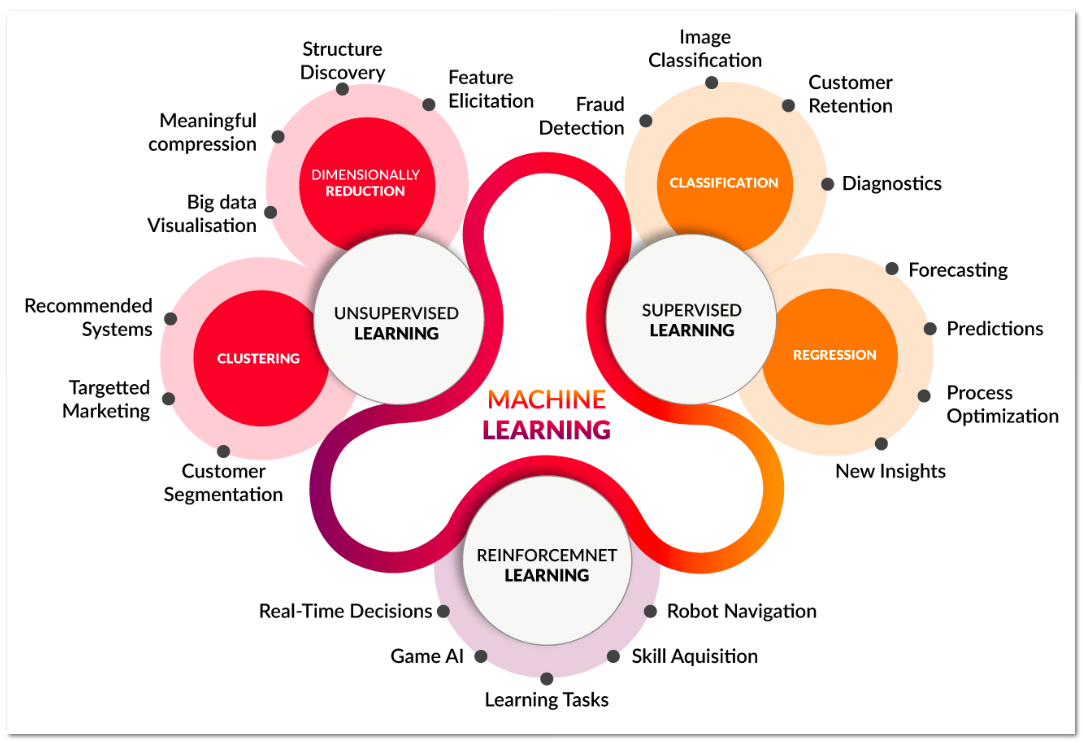 Structure
Discovery
Feature
Elicitation
Meaningful
compression
Big data
Visualisation
DIMENSIONALLY
REDUCTION
UNSUPERVISED
LEARNING
Recommended
Systems
CLUSTERING
Targetted
Marketing
Customer
Segmentation
Image
Classification
Fraud
Detection
Customer
Retention
CLASSIFICATION
Diagnostics
SUPERVISED
LEARNING
Forecasting
Predictions
REGRESSION
Process
Optimization
New Insights
MACHINE
LEARNING
REINFORCEMNET
LEARNING
Real-Time Decisions
Robot Navigation
Game AI
Skill Aquisition
Learning Tasks